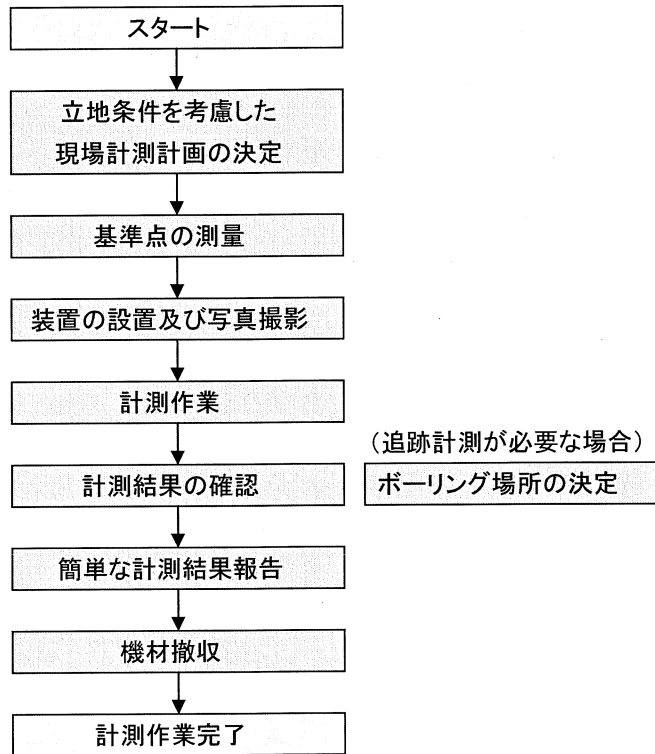 スタート
立地条件を考慮した
現場計測計画の決定
基準点の測量
装置の設置及び写真撮影
計測作業
(追跡計測が必要な場合)
計測結果の確認
ボーリング場所の決定
簡単な計測結果報告
機材撤収
計測作業完了